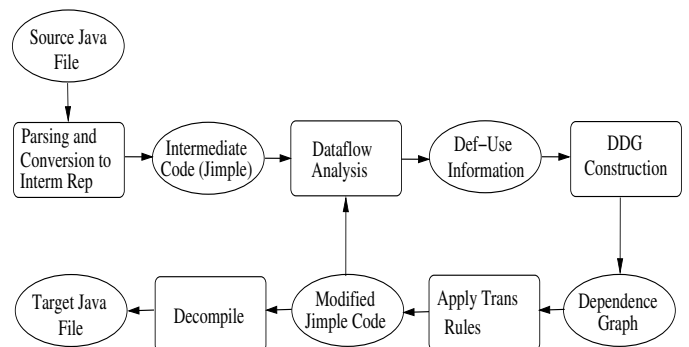 Source Java
File
Parsing and
Conversion to
Interm Rep
Intermediate
Code (Jimple)
Dataflow
Analysis
Def–Use
Information
DDG
Construction
Target Java
File
Decompile
Modified
Jimple Code
Apply Trans
Rules
Dependence
Graph